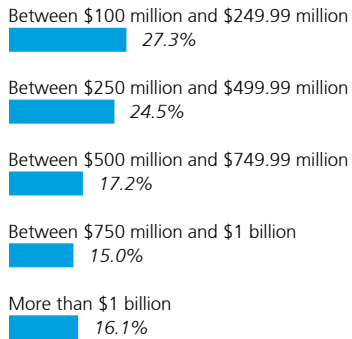 Between $100 million and $249.99 million
27.3%
Between $250 million and $499.99 million
24.5%
Between $500 million and $749.99 million
17.2%
Between $750 million and $1 billion
15.0%
More than $1 billion
16.1%